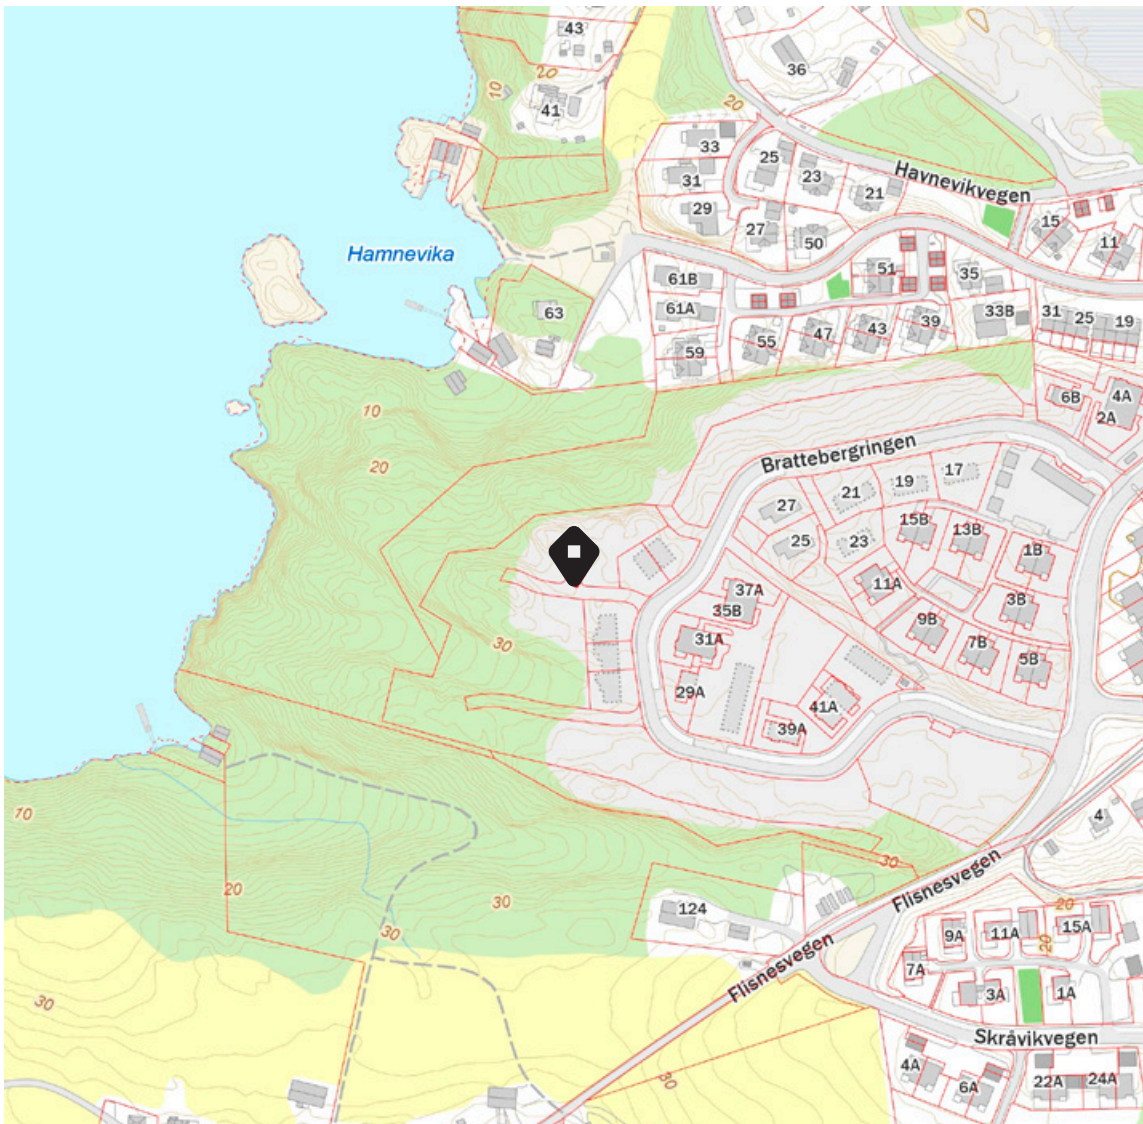 43
20
10
41
36
20
33
31
29
25
23
21
Havnevikvegen
27
50
15
11
Hamnevika
61B
61A
63
59
51
35
33B
31
25
19
55
47
43
39
6B
4A
2A
10
20
Brattebergringen
27
21
19
17
25
23
15B
13B
1B
11A
37A
35B
3B
9B
31A
7B
5B
30
29A
41A
39A
10
20
30
30
30
124
4
Flisnesvegen
Flisnesvegen
20
9A
11A
15A
20
7A
3A
1A
30
Skråvikvegen
30
4A
6A
22A
24A